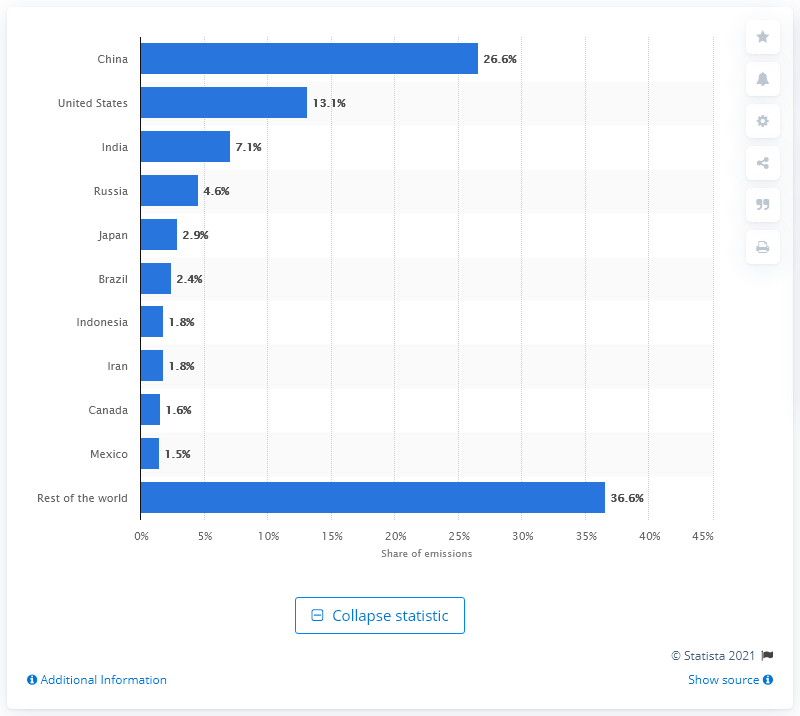 China 26.6%
United States 13.1%
India 7.1%
Russia 4.6%
Japan 2.9%
Brazil 2.4%
Indonesia 1.8%
Iran 1.8%
Canada 1.6%
Mexico 1.5%
Rest of the world 36.6%
0% 5% 10% 15% 20% 25% 30% 35% 40% 45%
Share of emissions
Collapse statistic
© Statista 2021
Additional Information Show source